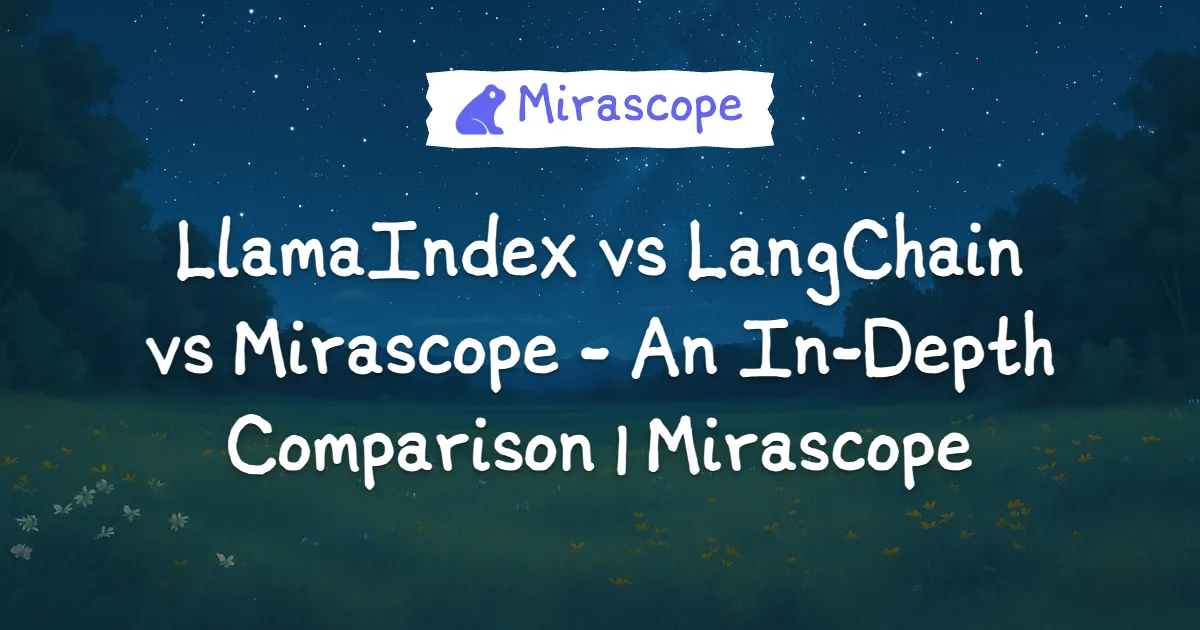 Mirascope
LlamaIndex vs LangChain
vs Mirascope - An In-Depth
Comparison | Mirascope